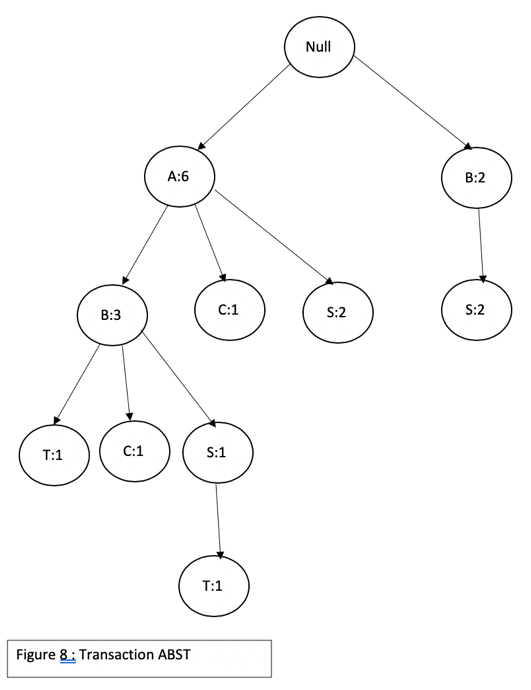 Null
A:6
B:2
B:3
C:1
S:2
S:2
T:1
C:1
S:1
T:1
Figure 8 : Transaction ABST